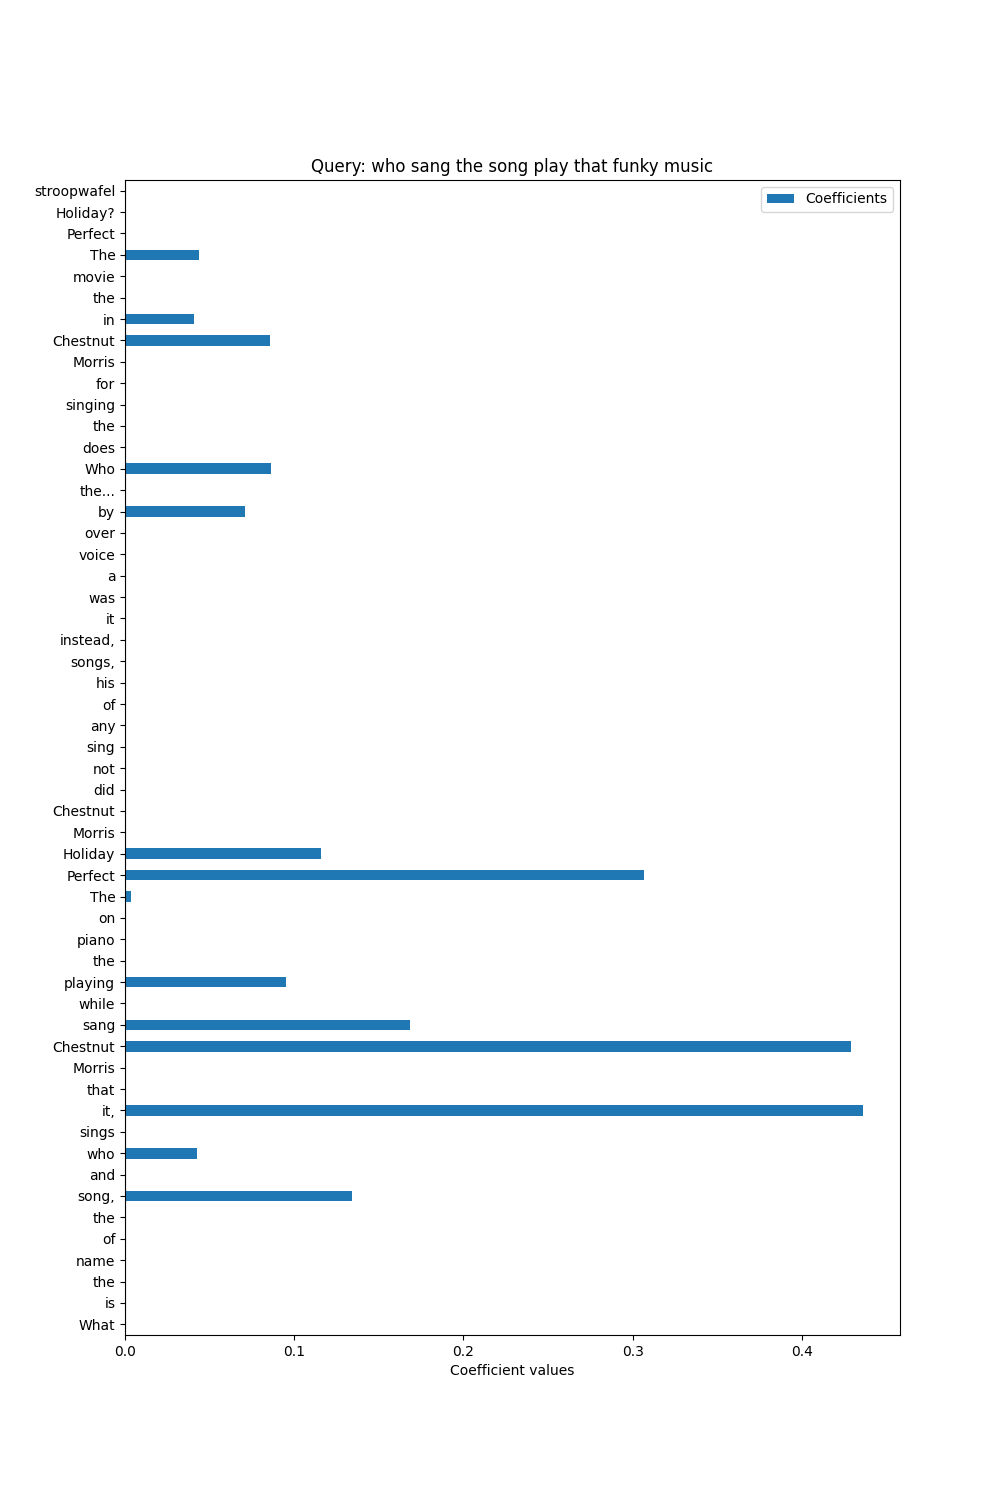 Query: who sang the song play that funky music
Coefficients
stroopwafel
Holiday?
Perfect
The
movie
the
in
Chestnut
Morris
for
singing
the
does
Who
the...
by
over
voice
a
was
it
instead,
songs,
his
of
any
sing
not
did
Chestnut
Morris
Holiday
Perfect
The
on
piano
the
playing
while
sang
Chestnut
Morris
that
it,
sings
who
and
song,
the
of
name
the
is
What
0.0 0.1 0.2 0.3 0.4
Coefficient values